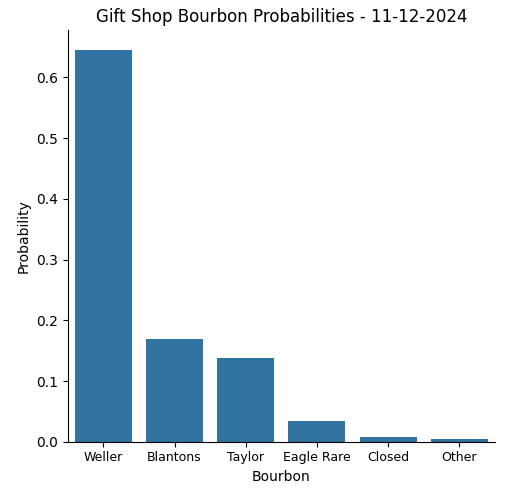 Gift Shop Bourbon Probabilities - 11-12-2024
Probability
0.6
0.5
0.4
0.3
0.2
0.1
0.0
Weller Blantons Taylor Eagle Rare Closed Other
Bourbon